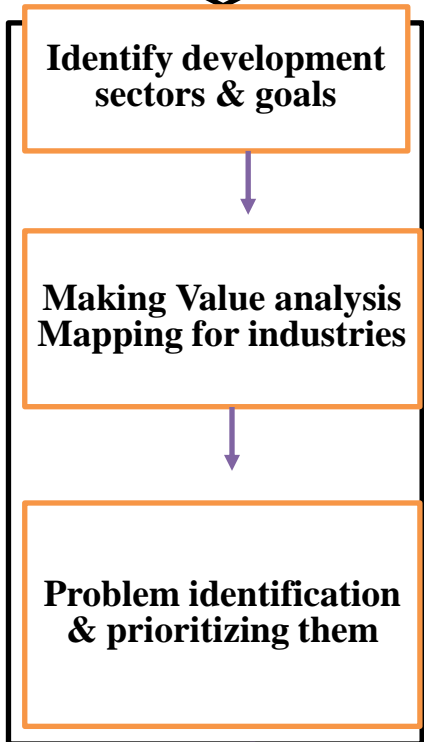 Identify development
sectors & goals
Making Value analysis
Mapping for industries
Problem identification
& prioritizing them